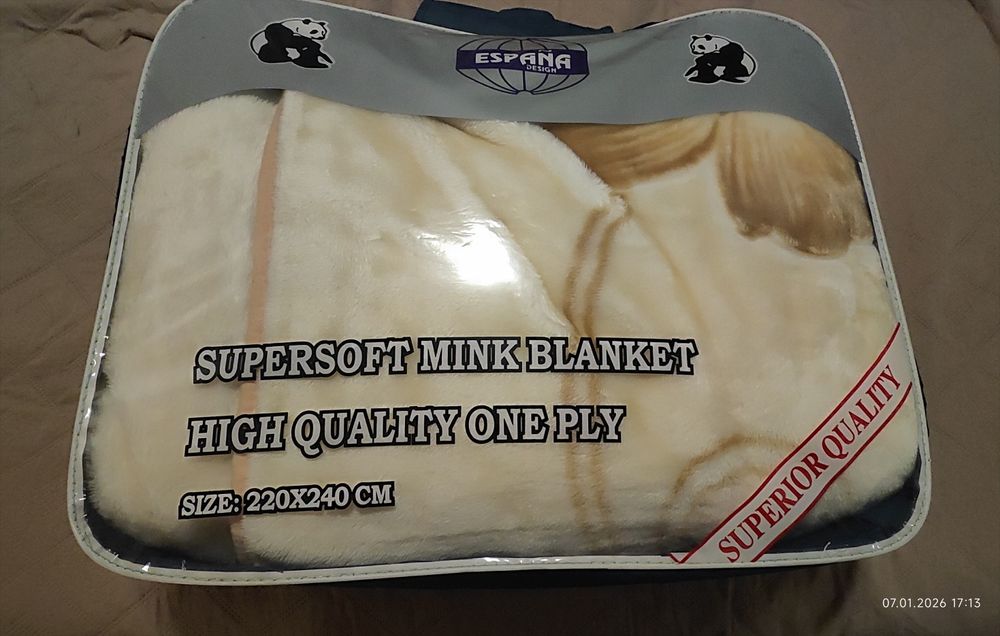 ESPAÑA
DESIGN
SUPERSOFT MINK BLANKET
HIGH QUALITY ONE PLY
SIZE: 220X240 CM
SUPERIOR QUALITY
07.01.2026 17:13